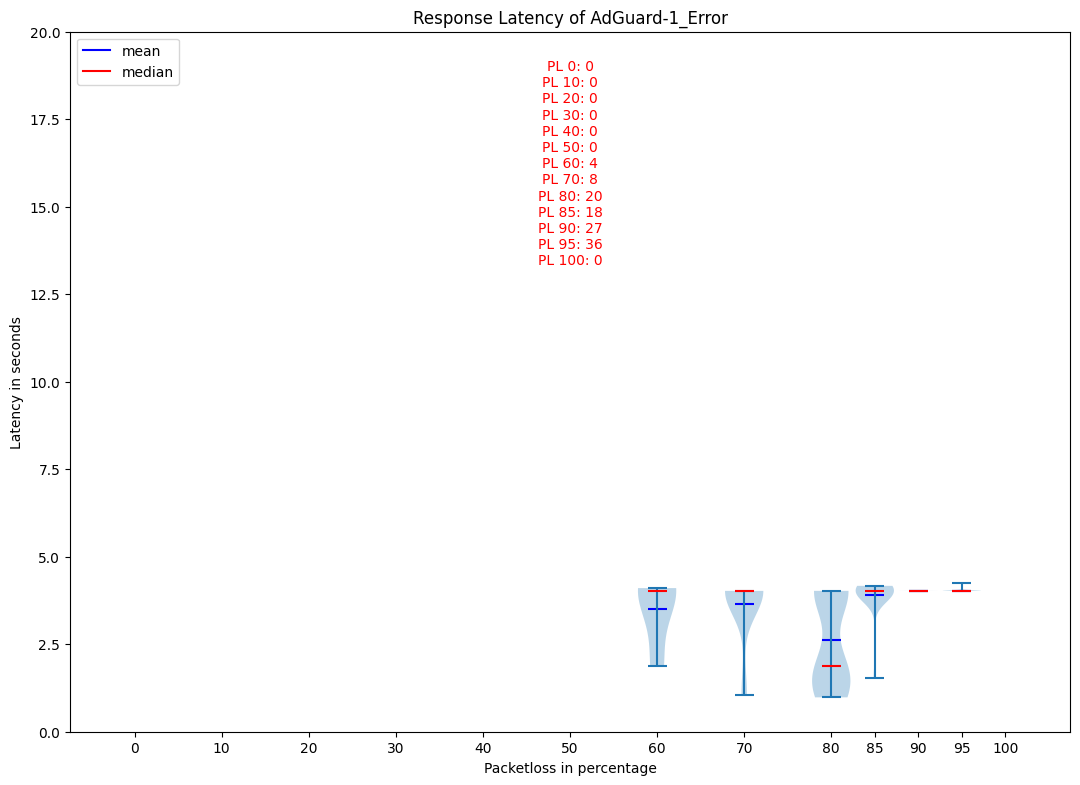 Response Latency of AdGuard-1_Error
mean
median
PL 0: 0
PL 10: 0
PL 20: 0
PL 30: 0
PL 40: 0
PL 50: 0
PL 60: 4
PL 70: 8
PL 80: 20
PL 85: 18
PL 90: 27
PL 95: 36
PL 100: 0
Latency in seconds
20.0
17.5
15.0
12.5
10.0
7.5
5.0
2.5
0.0
0 10 20 30 40 50 60 70 80 85 90 95 100
Packetloss in percentage